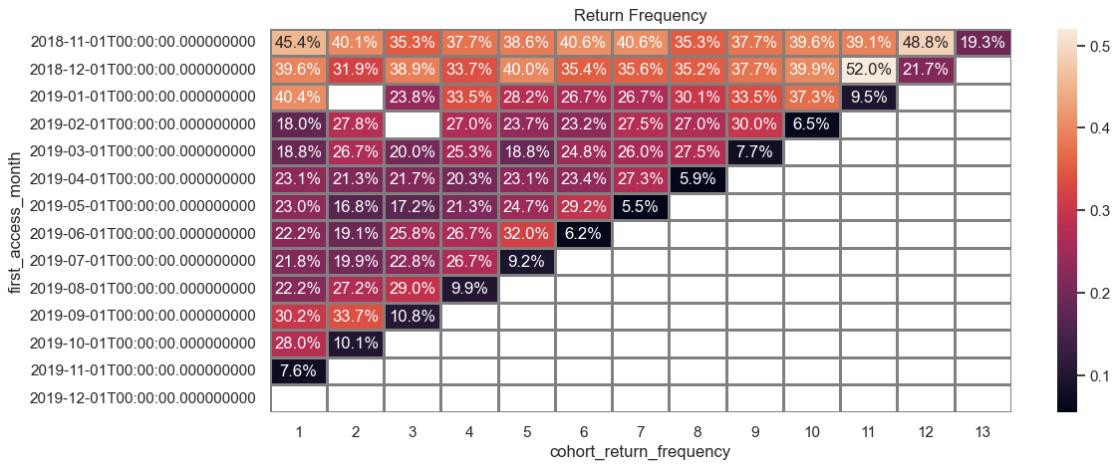 Return Frequency
2018-11-01T00:00:00.000000000 45.4% 40.1% 35.3% 37.7% 38.6% 40.6% 40.6% 35.3% 37.7% 39.6% 39.1% 48.8% 19.3%
2018-12-01T00:00:00.000000000 39.6% 31.9% 38.9% 33.7% 40.0% 35.4% 35.6% 35.2% 37.7% 39.9% 52.0% 21.7%
2019-01-01T00:00:00.000000000 40.4% 23.8% 33.5% 28.2% 26.7% 26.7% 30.1% 33.5% 37.3% 9.5%
2019-02-01T00:00:00.000000000 18.0% 27.8% 27.0% 23.7% 23.2% 27.5% 27.0% 30.0% 6.5%
2019-03-01T00:00:00.000000000 18.8% 26.7% 20.0% 25.3% 18.8% 24.8% 26.0% 27.5% 7.7%
2019-04-01T00:00:00.000000000 23.1% 21.3% 21.7% 20.3% 23.1% 23.4% 27.3% 5.9%
2019-05-01T00:00:00.000000000 23.0% 16.8% 17.2% 21.3% 24.7% 29.2% 5.5%
2019-06-01T00:00:00.000000000 22.2% 19.1% 25.8% 26.7% 32.0% 6.2%
2019-07-01T00:00:00.000000000 21.8% 19.9% 22.8% 26.7% 9.2%
2019-08-01T00:00:00.000000000 22.2% 27.2% 29.0% 9.9%
2019-09-01T00:00:00.000000000 30.2% 33.7% 10.8%
2019-10-01T00:00:00.000000000 28.0% 10.1%
2019-11-01T00:00:00.000000000 7.6%
2019-12-01T00:00:00.000000000
1 2 3 4 5 6 7 8 9 10 11 12 13
cohort_return_frequency
first_access_month
0.5
0.4
0.3
0.2
0.1